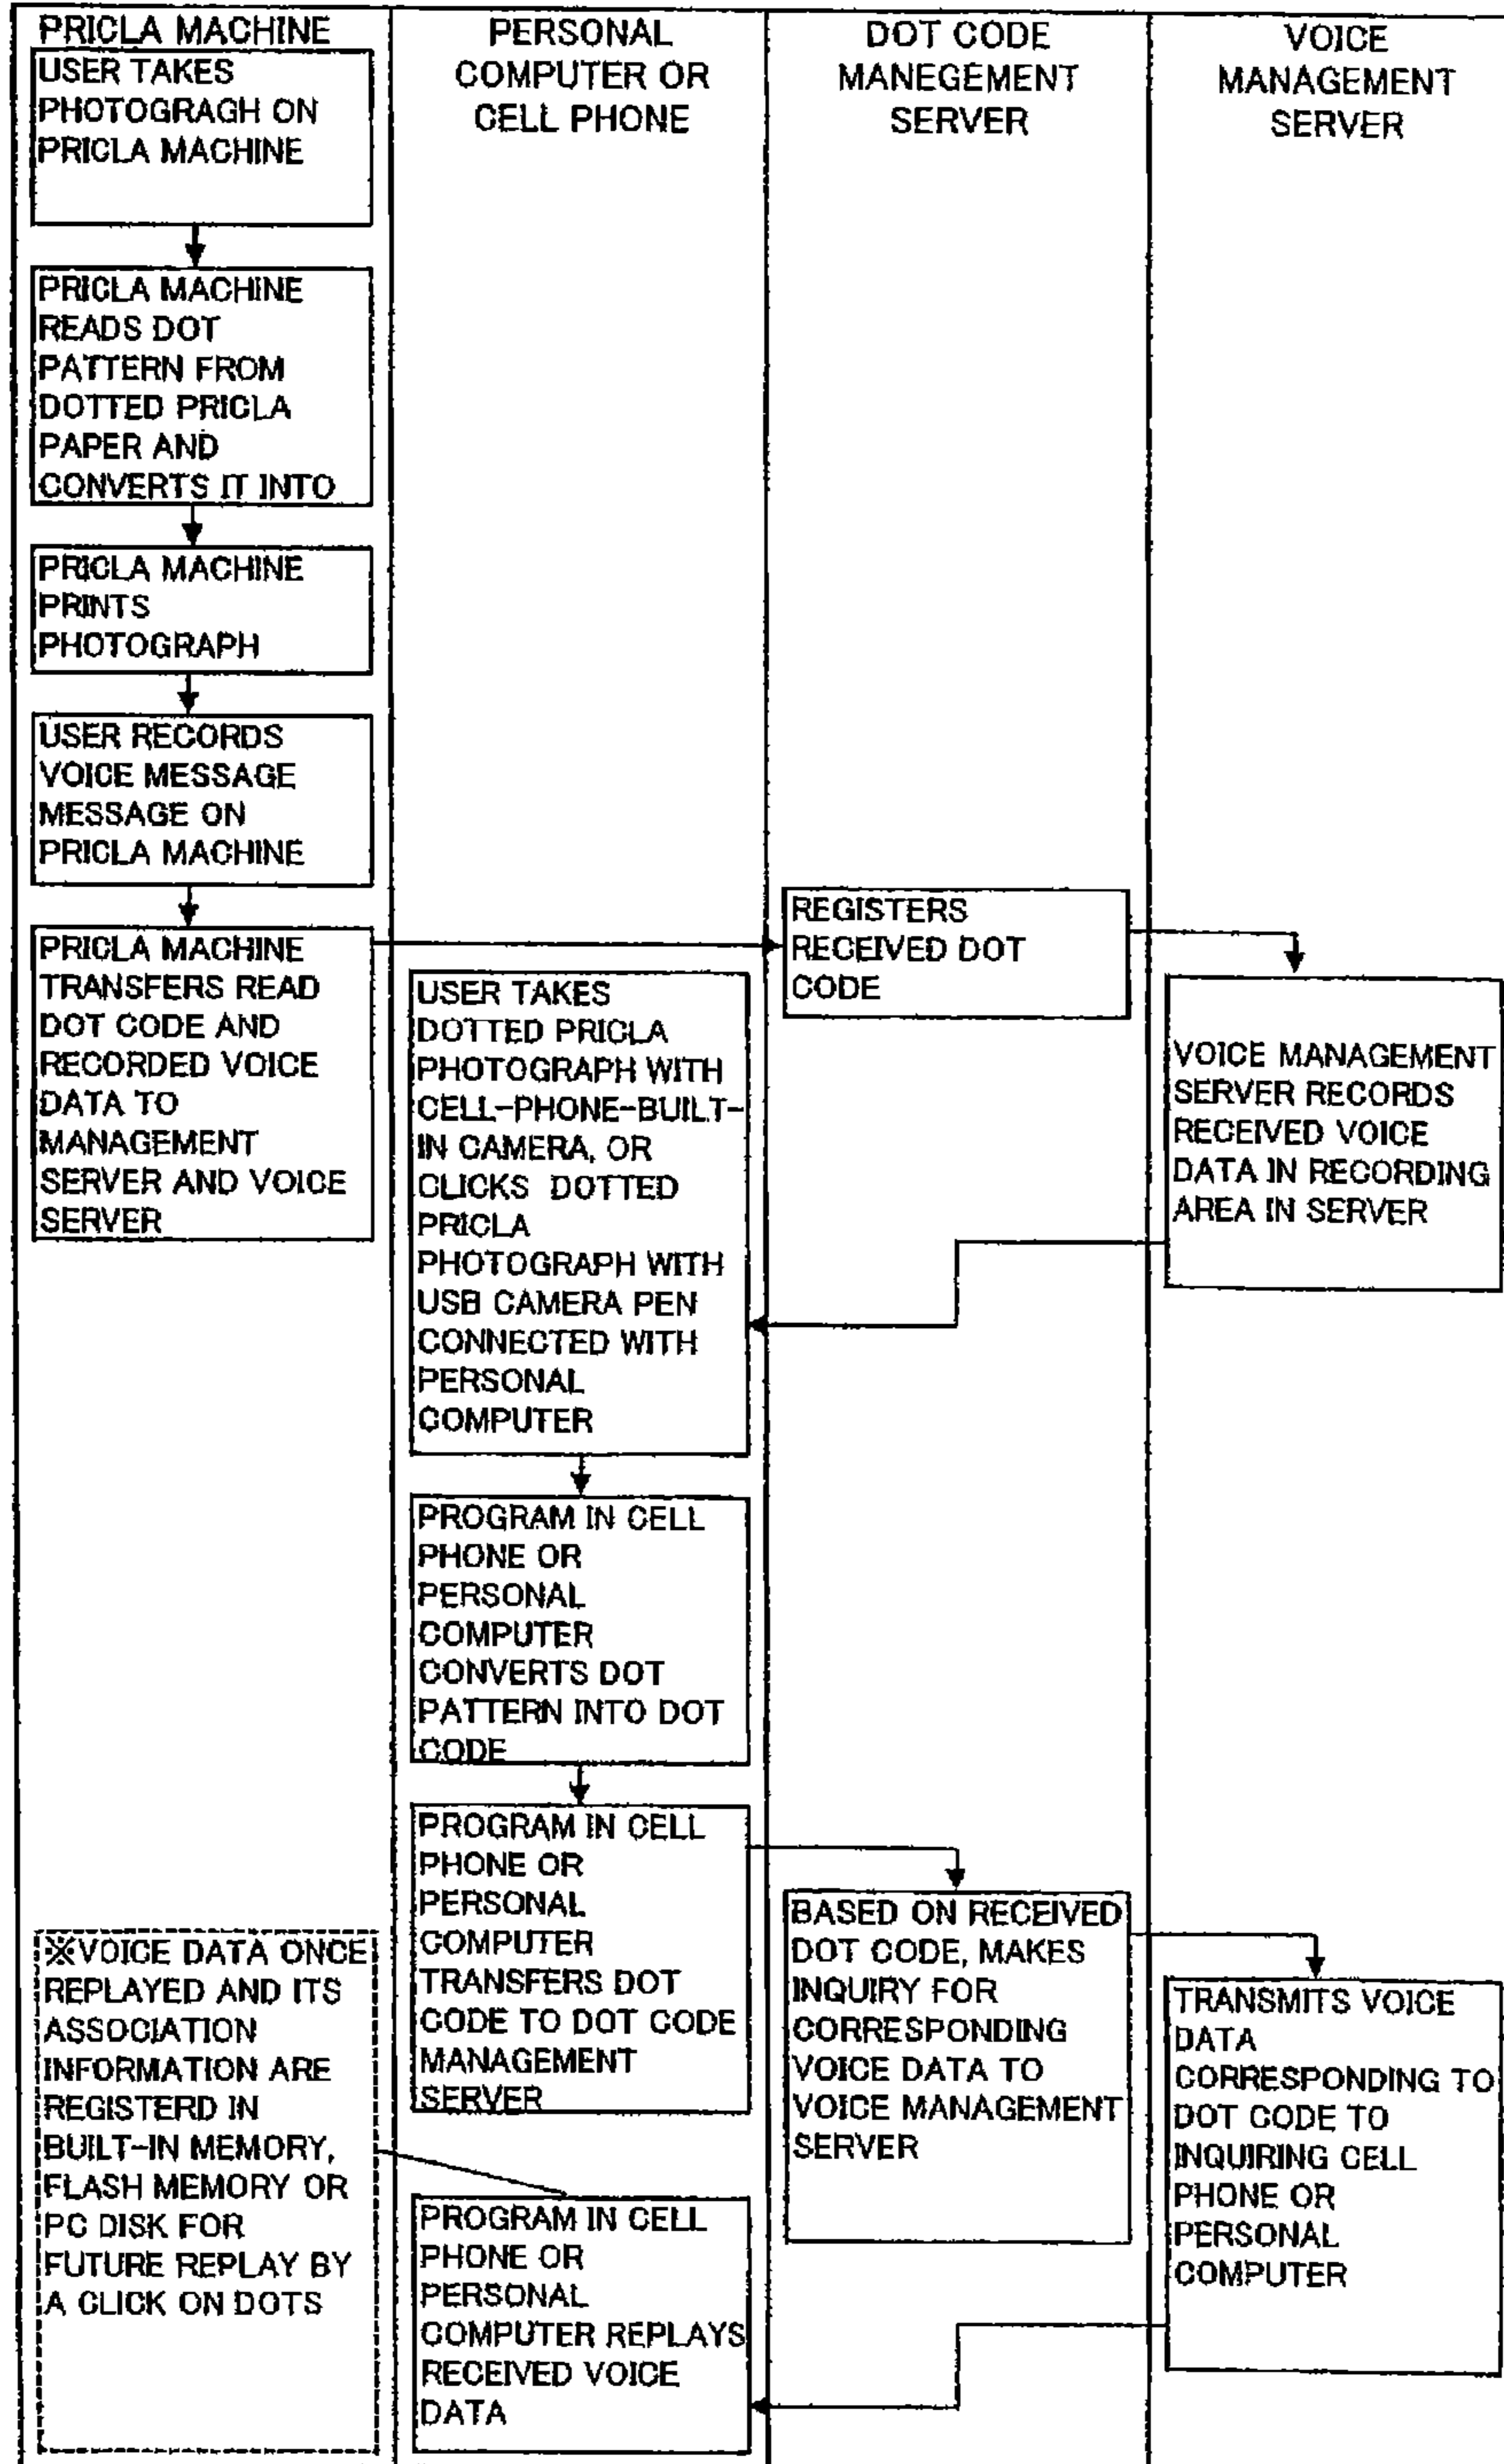 PRICLA MACHINE
USER TAKES
PHOTOGRAGH ON
PRICLA MACHINE
PRICLA MACHINE
READS DOT
PATTERN FROM
DOTTED PRICLA
PAPER AND
CONVERTS IT INTO
PRICLA MACHINE
PRINTS
PHOTOGRAPH
USER RECORDS
VOICE MESSAGE
MESSAGE ON
PRICLA MACHINE
PRICLA MACHINE
TRANSFERS READ
DOT CODE AND
RECORDED VOICE
DATA TO
MANAGEMENT
SERVER AND VOICE
SERVER
※VOICE DATA ONCE
REPLAYED AND ITS
ASSOCIATION
INFORMATION ARE
REGISTERD IN
BUILT-IN MEMORY,
FLASH MEMORY OR
PC DISK FOR
FUTURE REPLAY BY
A CLICK ON DOTS
PERSONAL
COMPUTER OR
CELL PHONE
USER TAKES
DOTTED PRICLA
PHOTOGRAPH WITH
CELL-PHONE-BUILT-
IN CAMERA, OR
CLICKS DOTTED
PRICLA
PHOTOGRAPH WITH
USB CAMERA PEN
CONNECTED WITH
PERSONAL
COMPUTER
PROGRAM IN CELL
PHONE OR
PERSONAL
COMPUTER
CONVERTS DOT
PATTERN INTO DOT
CODE
PROGRAM IN CELL
PHONE OR
PERSONAL
COMPUTER
TRANSFERS DOT
CODE TO DOT CODE
MANAGEMENT
SERVER
PROGRAM IN CELL
PHONE OR
PERSONAL
COMPUTER REPLAYS
RECEIVED VOICE
DATA
DOT CODE
MANEGEMENT
SERVER
REGISTERS
RECEIVED DOT
CODE
BASED ON RECEIVED
DOT CODE, MAKES
INQUIRY FOR
CORRESPONDING
VOICE DATA TO
VOICE MANAGEMENT
SERVER
VOICE
MANAGEMENT
SERVER
VOICE MANAGEMENT
SERVER RECORDS
RECEIVED VOICE
DATA IN RECORDING
AREA IN SERVER
TRANSMITS VOICE
DATA
CORRESPONDING TO
DOT CODE TO
INQUIRING CELL
PHONE OR
PERSONAL
COMPUTER